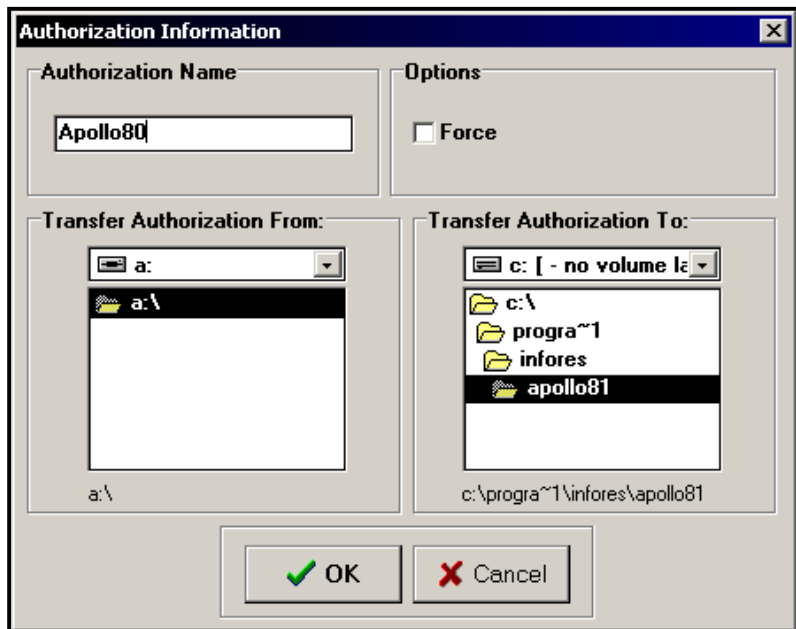 Authorization Information
Authorization Name
Apollo80
Options
Force
Transfer Authorization From:
a:
a:\
a:\
Transfer Authorization To:
c: [ - no volume la
c:\
progra~1
infores
apollo81
c:\progra~1\infores\apollo81
OK
Cancel